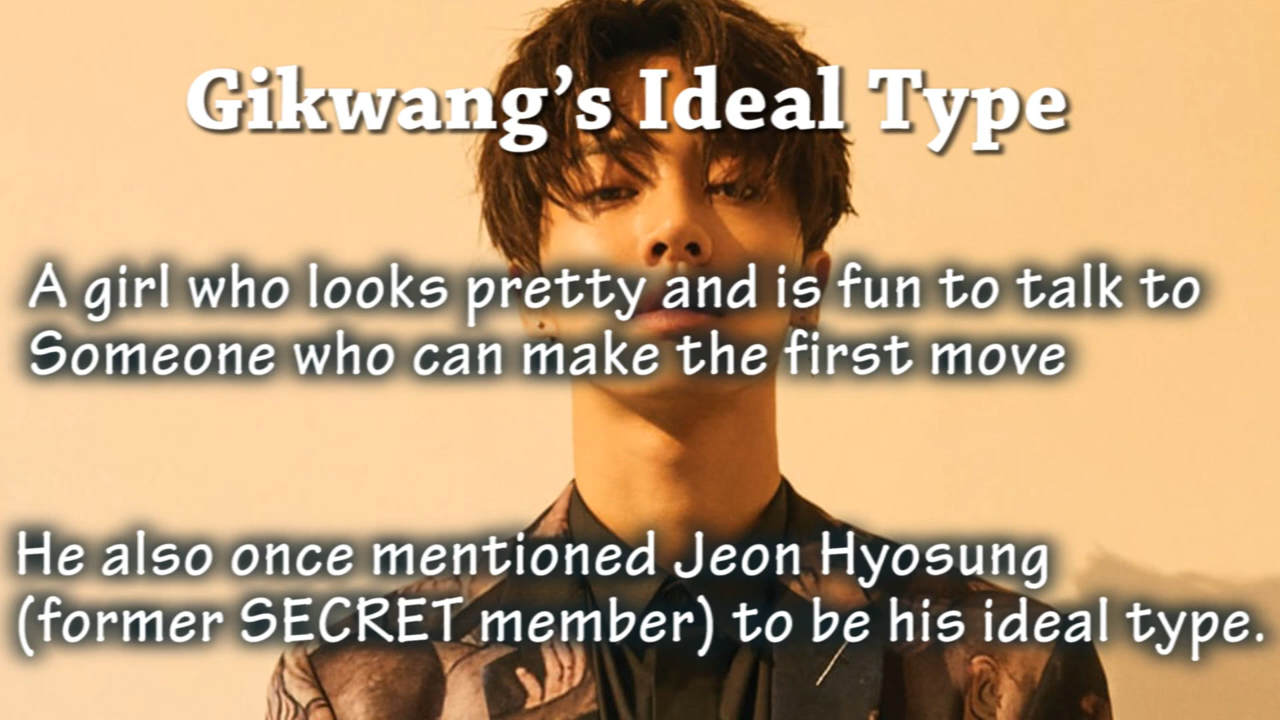 Gikwang’s Ideal Type
A girl who looks pretty and is fun to talk to
Someone who can make the first move
He also once mentioned Jeon Hyosung
(former SECRET member) to be his ideal type.